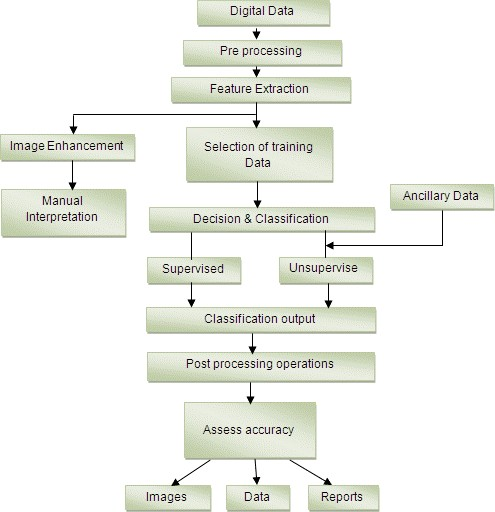 Digital Data
Pre processing
Feature Extraction
Image Enhancement
Selection of training
Data
Manual
Interpretation
Ancillary Data
Decision & Classification
Supervised
Unsupervise
Classification output
Post processing operations
Assess accuracy
Images
Data
Reports